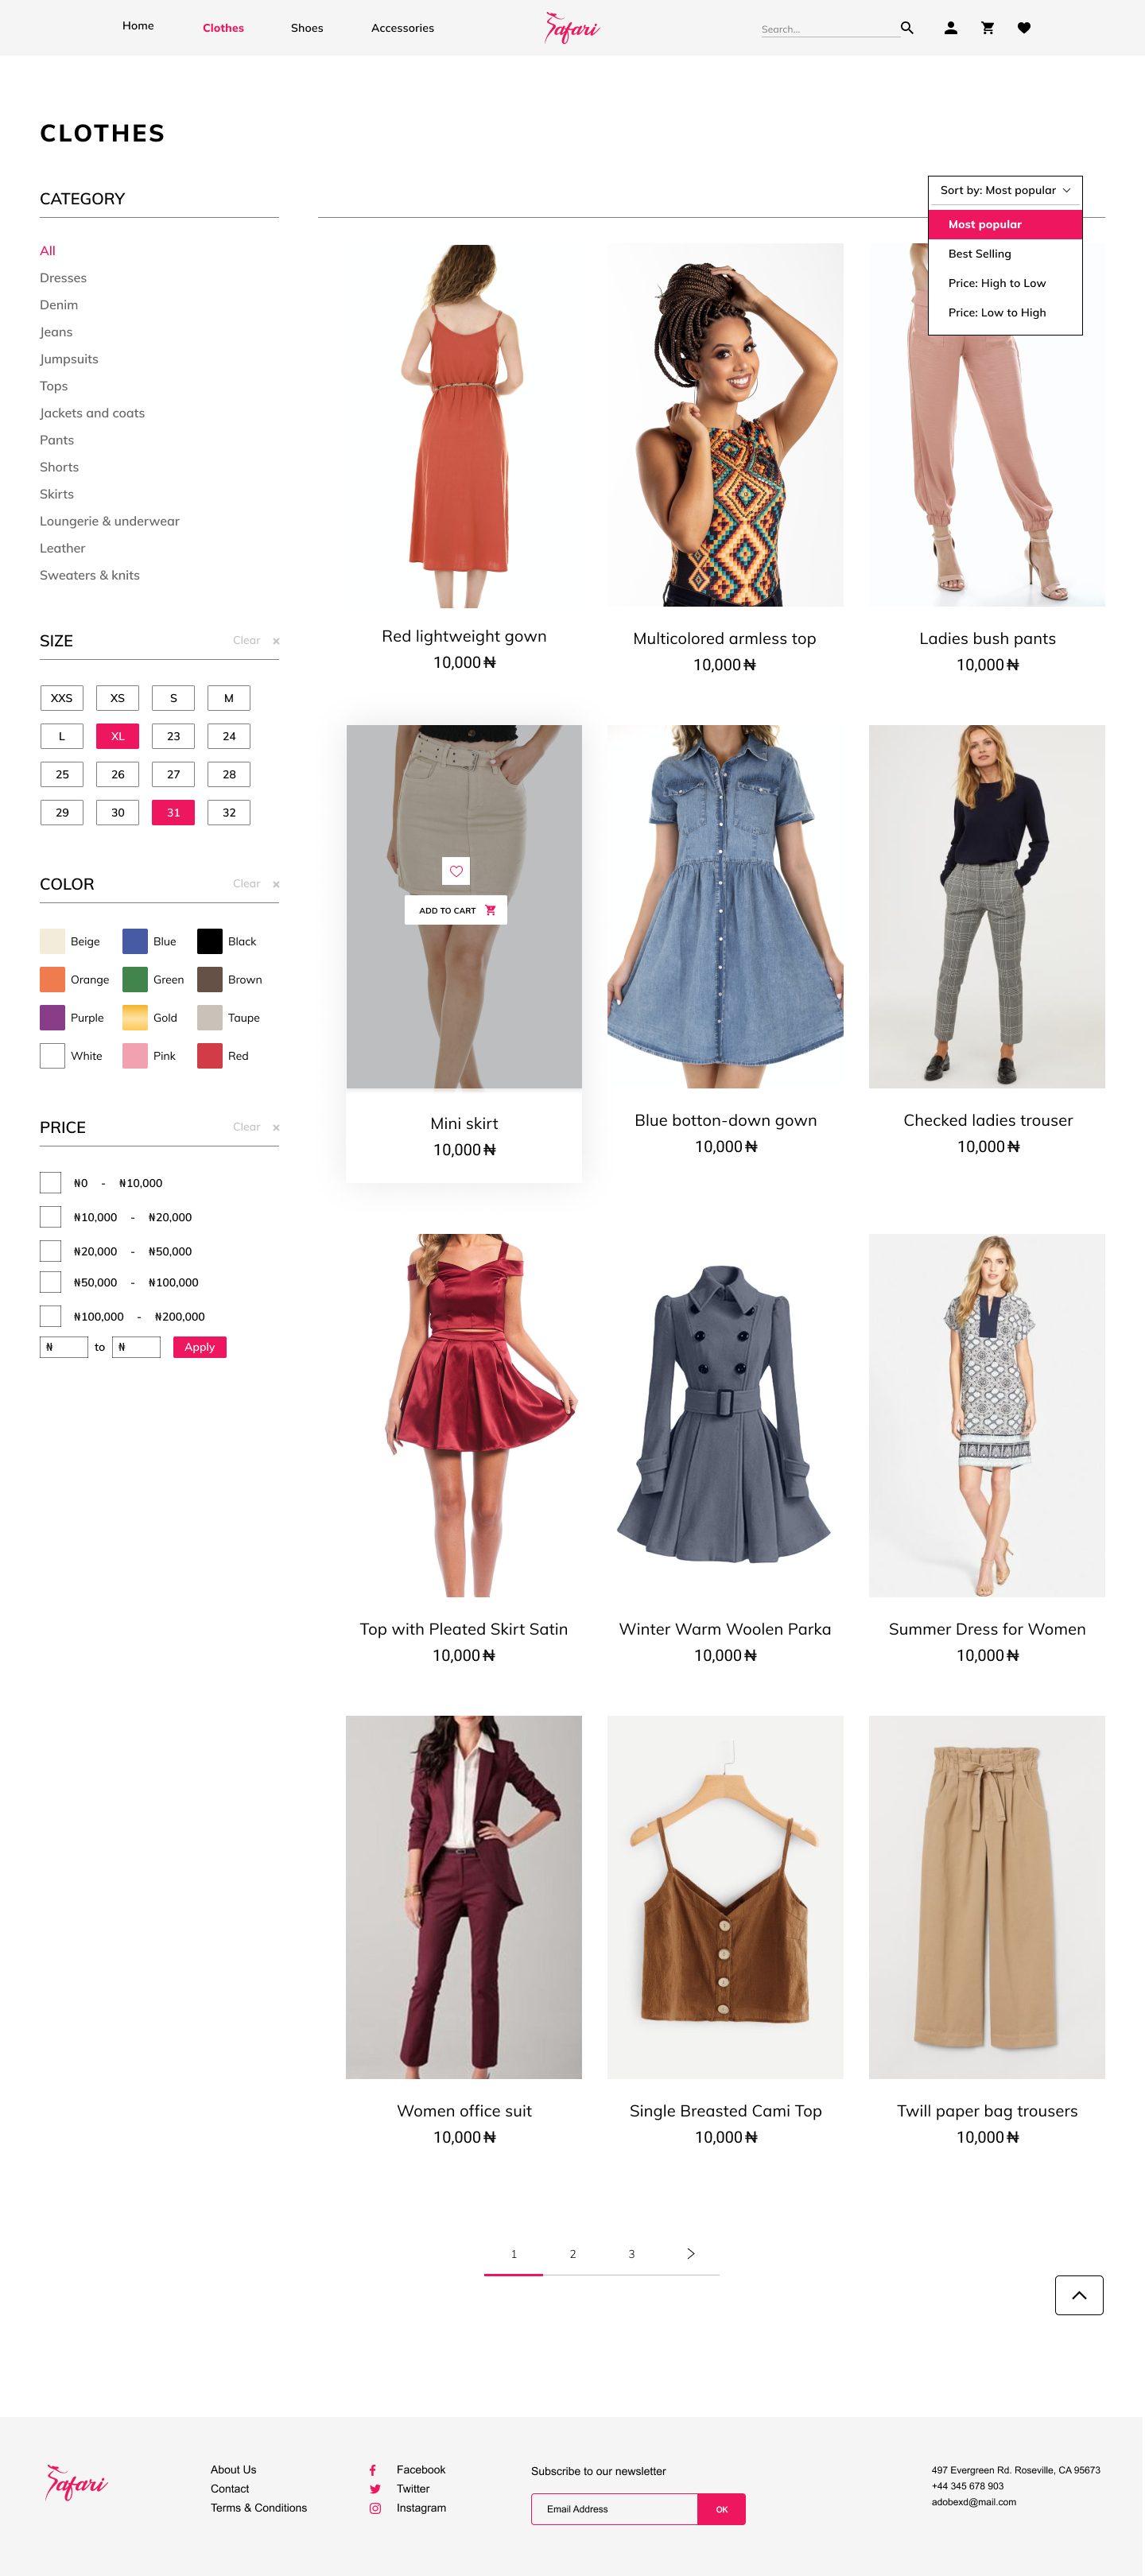 Home
Clothes
Shoes
Accessories
Safari
Search...
CLOTHES
CATEGORY
Sort by: Most popular
Most popular
Best Selling
Price: High to Low
Price: Low to High
All
Dresses
Denim
Jeans
Jumpsuits
Tops
Jackets and coats
Pants
Shorts
Skirts
Loungerie & underwear
Leather
Sweaters & knits
SIZE
Clear
XXS XS S M
L XL 23 24
25 26 27 28
29 30 31 32
COLOR
Clear
Beige Blue Black
Orange Green Brown
Purple Gold Taupe
White Pink Red
PRICE
Clear
₦0 - ₦10,000
₦10,000 - ₦20,000
₦20,000 - ₦50,000
₦50,000 - ₦100,000
₦100,000 - ₦200,000
₦ to ₦ Apply
Red lightweight gown
10,000 ₦
Multicolored armless top
10,000 ₦
Ladies bush pants
10,000 ₦
ADD TO CART
Mini skirt
10,000 ₦
Blue botton-down gown
10,000 ₦
Checked ladies trouser
10,000 ₦
Top with Pleated Skirt Satin
10,000 ₦
Winter Warm Woolen Parka
10,000 ₦
Summer Dress for Women
10,000 ₦
Women office suit
10,000 ₦
Single Breasted Cami Top
10,000 ₦
Twill paper bag trousers
10,000 ₦
1 2 3
Safari
About Us
Contact
Terms & Conditions
Facebook
Twitter
Instagram
Subscribe to our newsletter
Email Address
OK
497 Evergreen Rd. Roseville, CA 95673
+44 345 678 903
adobexd@mail.com